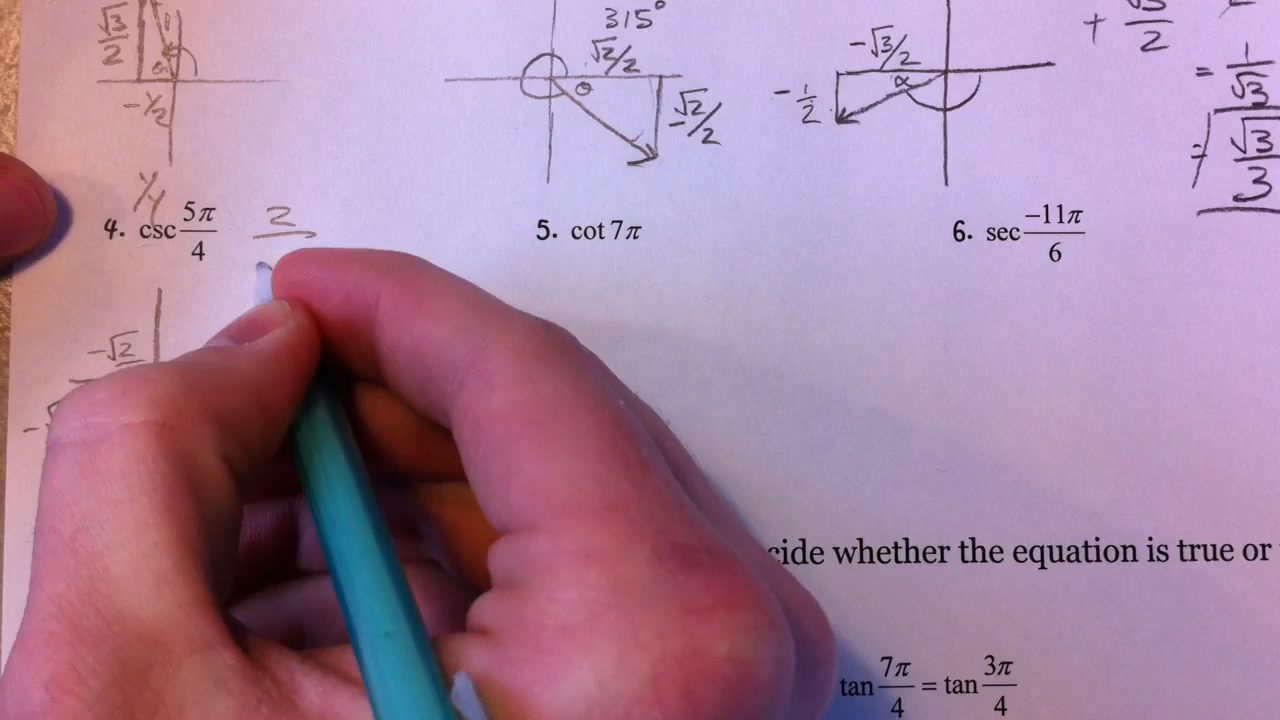 315°
√3/2
√2/2
-√3/2
+ √3/2
-1/2
-√2/2
-1/2
= 1/√3
= √3/3
1/y
4. csc 5π/4 2
5. cot 7π
6. sec -11π/6
-√2
cide whether the equation is true or
tan 7π/4 = tan 3π/4